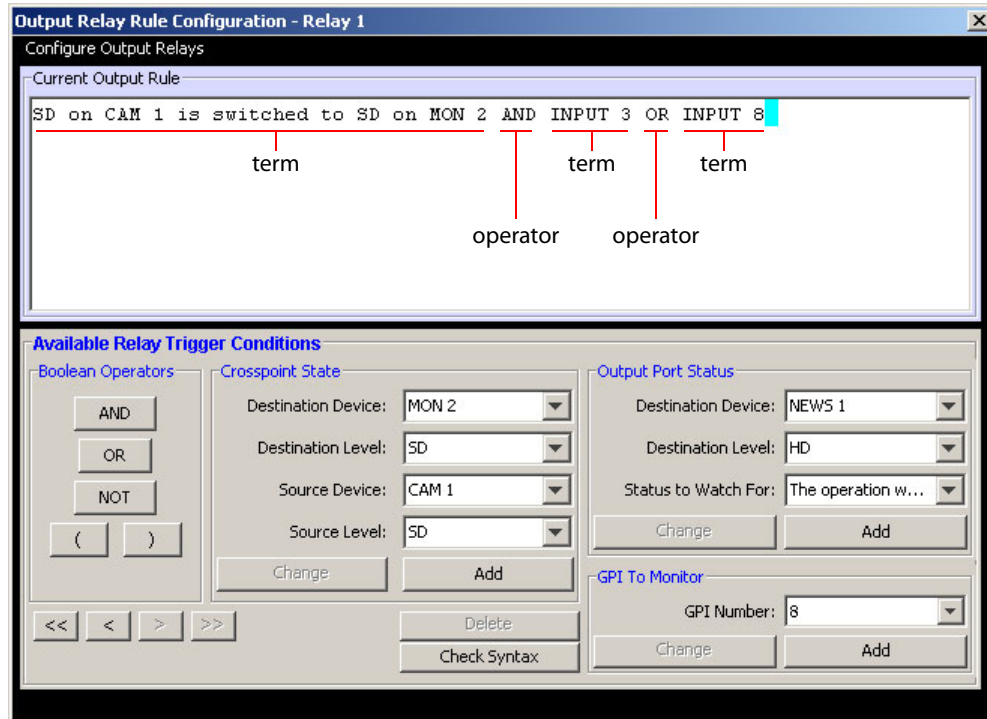 Output Relay Rule Configuration - Relay 1
Configure Output Relays
Current Output Rule
SD on CAM 1 is switched to SD on MON 2 AND INPUT 3 OR INPUT 8
term term term
operator operator
Available Relay Trigger Conditions
Boolean Operators
AND
OR
NOT
( )
<< < > >>
Crosspoint State
Destination Device: MON 2
Destination Level: SD
Source Device: CAM 1
Source Level: SD
Change Add
Delete
Check Syntax
Output Port Status
Destination Device: NEWS 1
Destination Level: HD
Status to Watch For: The operation w...
Change Add
GPI To Monitor
GPI Number: 8
Change Add